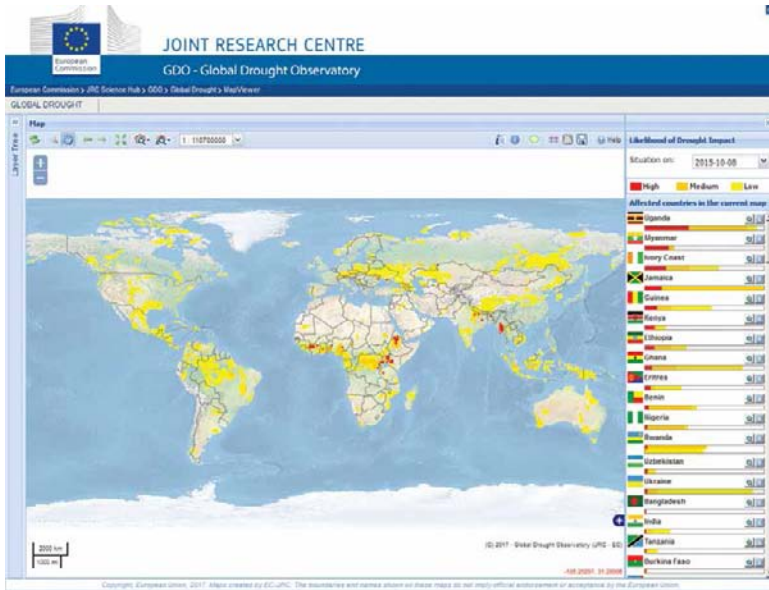 European
Commission
JOINT RESEARCH CENTRE
GDO - Global Drought Observatory
European Commission > JRC Science Hub > GDO > Global Drought > MapViewer
GLOBAL DROUGHT
Layer Tree
Map
1 : 110700000
Help
2000 km
1000 mi
(C) 2017 - Global Drought Observatory (JRC - EC)
Likelihood of Drought Impact
Situation on: 2015-10-08
High Medium Low
Affected countries in the current map
Uganda
Myanmar
Ivory Coast
Jamaica
Guinea
Kenya
Ethiopia
Ghana
Eritrea
Benin
Nigeria
Rwanda
Uzbekistan
Ukraine
Bangladesh
India
Tanzania
Burkina Faso
Copyright, European Union, 2017. Maps created by EC-JRC. The boundaries and names shown on these maps do not imply official endorsement or acceptance by the European Union.